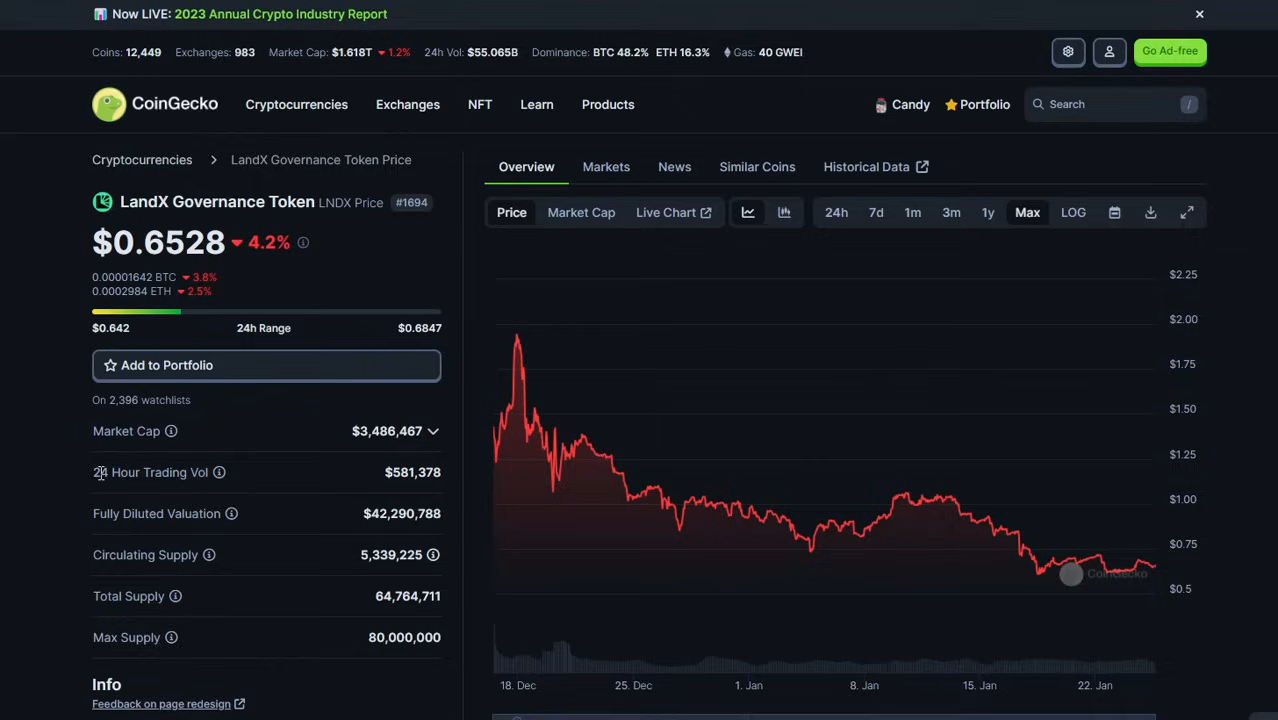 Now LIVE: 2023 Annual Crypto Industry Report
Coins: 12,449 Exchanges: 983 Market Cap: $1.618T 1.2% 24h Vol: $55.065B Dominance: BTC 48.2% ETH 16.3% Gas: 40 GWEI
Go Ad-free
CoinGecko Cryptocurrencies Exchanges NFT Learn Products Candy Portfolio Search /
Cryptocurrencies > LandX Governance Token Price
LandX Governance Token LNDX Price #1694
$0.6528 4.2%
0.00001642 BTC 3.8%
0.0002984 ETH 2.5%
$0.642 24h Range $0.6847
Add to Portfolio
On 2,396 watchlists
Market Cap $3,486,467
24 Hour Trading Vol $581,378
Fully Diluted Valuation $42,290,788
Circulating Supply 5,339,225
Total Supply 64,764,711
Max Supply 80,000,000
Info
Feedback on page redesign
Overview Markets News Similar Coins Historical Data
Price Market Cap Live Chart 24h 7d 1m 3m 1y Max LOG
$2.25
$2.00
$1.75
$1.50
$1.25
$1.00
$0.75
$0.5
CoinGecko
18. Dec 25. Dec 1. Jan 8. Jan 15. Jan 22. Jan